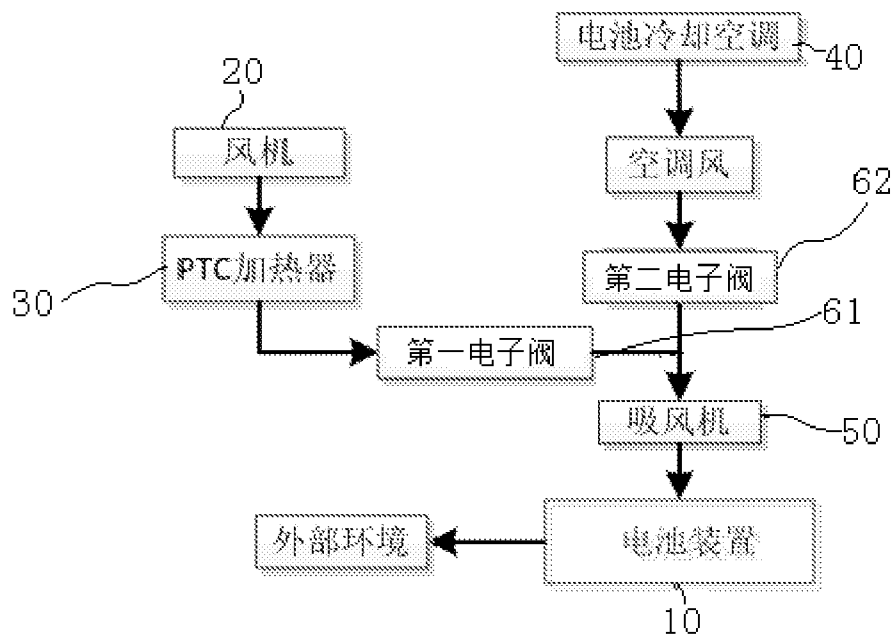 电池冷却空调
40
20
风机
空调风
62
PTC加热器
30
第二电子阀
61
第一电子阀
吸风机
50
外部环境
电池装置
10